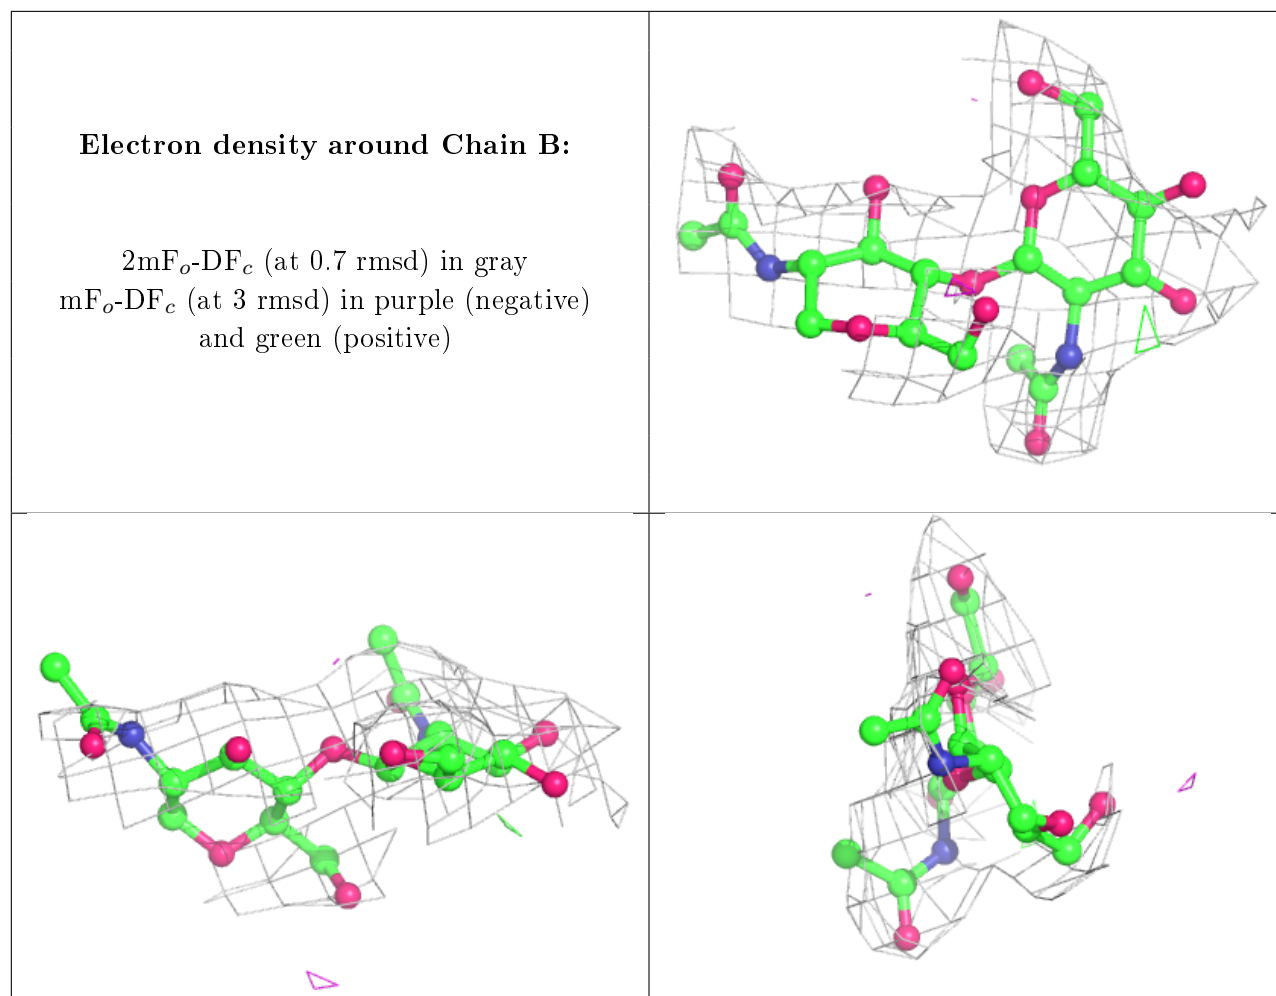 Electron density around Chain B:
2mFₒ-DF𝒸 (at 0.7 rmsd) in gray
mFₒ-DF𝒸 (at 3 rmsd) in purple (negative)
and green (positive)